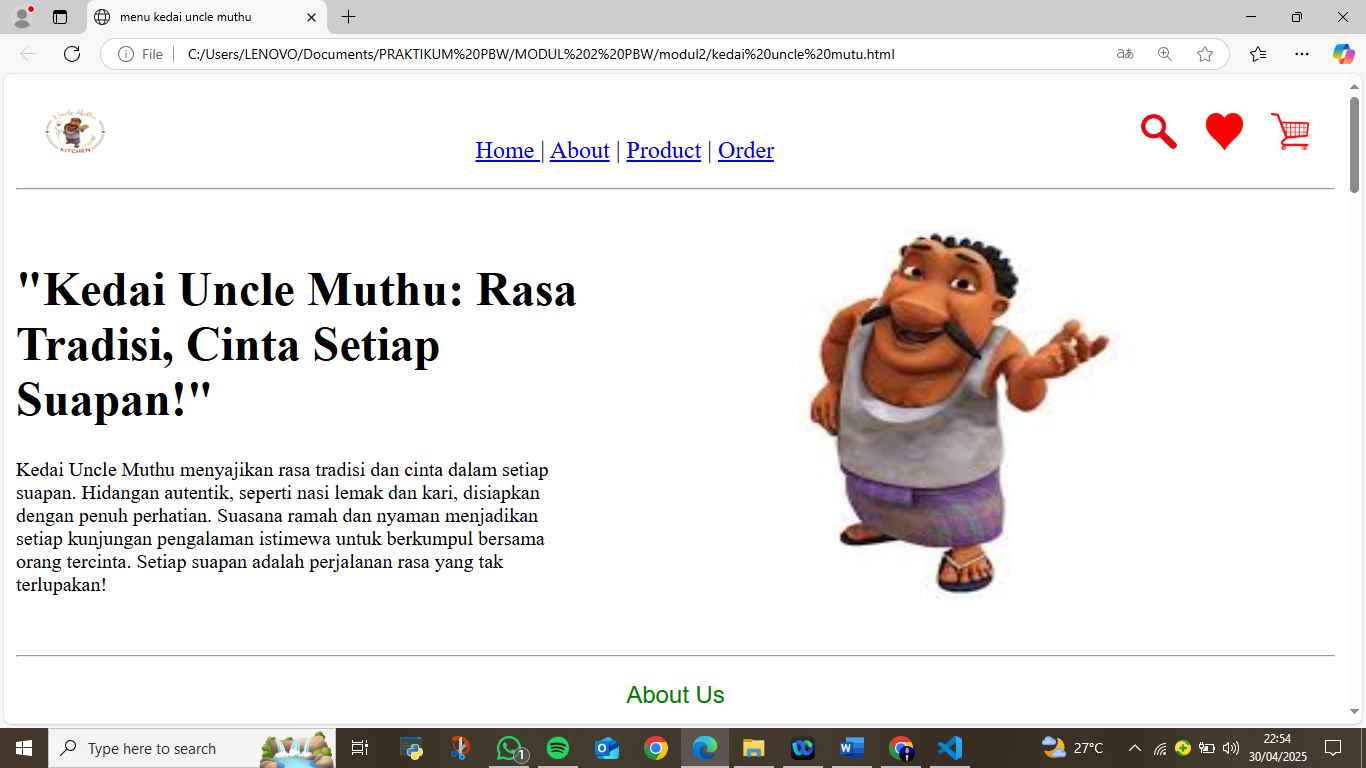 menu kedai uncle muthu
File
C:/Users/LENOVO/Documents/PRAKTIKUM%20PBW/MODUL%202%20PBW/modul2/kedai%20uncle%20mutu.html
Uncle Muthu
KITCHEN
Home | About | Product | Order
"Kedai Uncle Muthu: Rasa
Tradisi, Cinta Setiap
Suapan!"
Kedai Uncle Muthu menyajikan rasa tradisi dan cinta dalam setiap
suapan. Hidangan autentik, seperti nasi lemak dan kari, disiapkan
dengan penuh perhatian. Suasana ramah dan nyaman menjadikan
setiap kunjungan pengalaman istimewa untuk berkumpul bersama
orang tercinta. Setiap suapan adalah perjalanan rasa yang tak
terlupakan!
About Us
Type here to search
1
27°C
22:54
30/04/2025